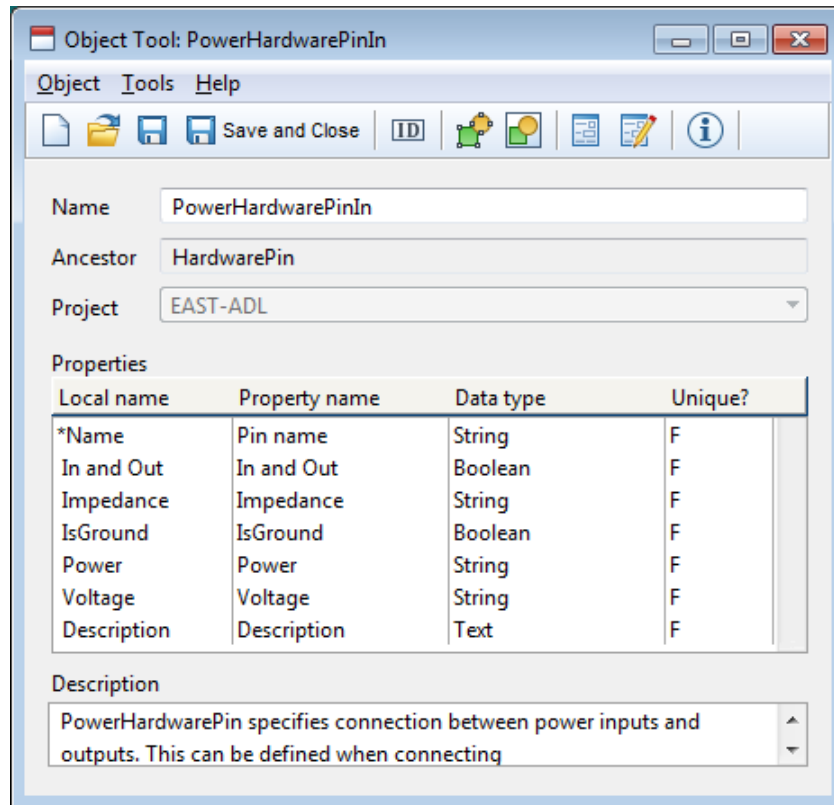 Object Tool: PowerHardwarePinIn
Object Tools Help
Save and Close ID
Name PowerHardwarePinIn
Ancestor HardwarePin
Project EAST-ADL
Properties
Local name Property name Data type Unique?
*Name Pin name String F
In and Out In and Out Boolean F
Impedance Impedance String F
IsGround IsGround Boolean F
Power Power String F
Voltage Voltage String F
Description Description Text F
Description
PowerHardwarePin specifies connection between power inputs and
outputs. This can be defined when connecting